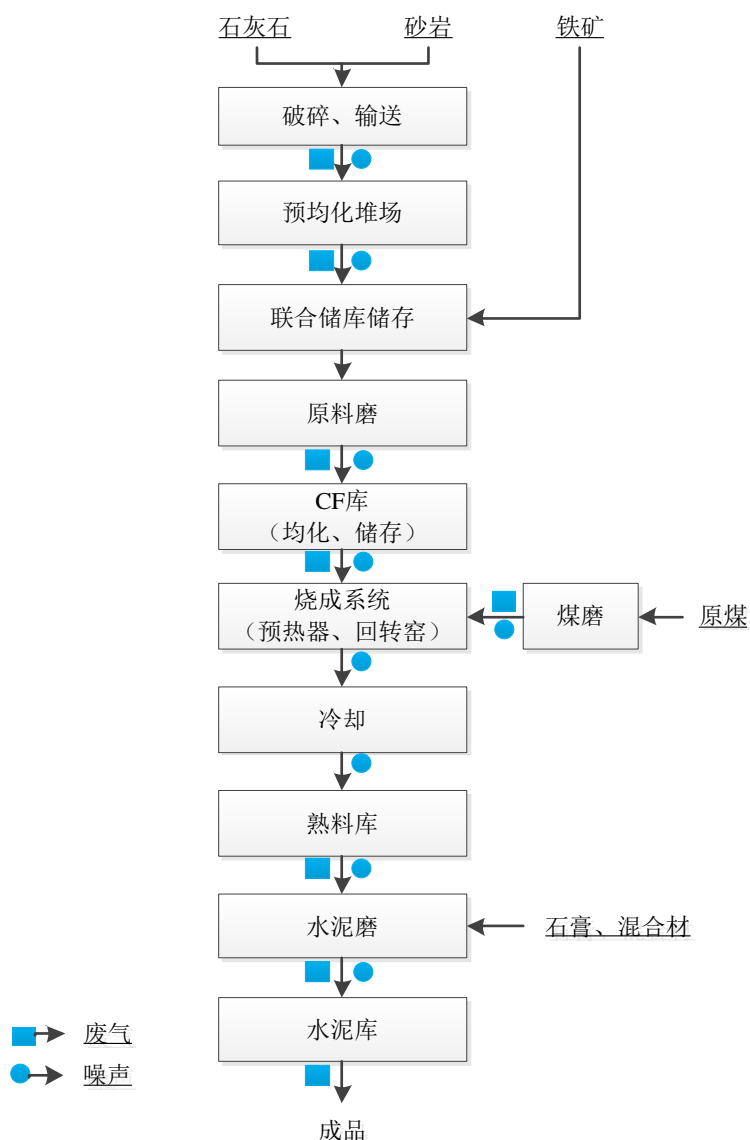 石灰石
砂岩
铁矿
破碎、输送
预均化堆场
联合储库储存
原料磨
CF库
（均化、储存）
烧成系统
（预热器、回转窑）
煤磨
原煤
冷却
熟料库
水泥磨
石膏、混合材
水泥库
废气
噪声
成品